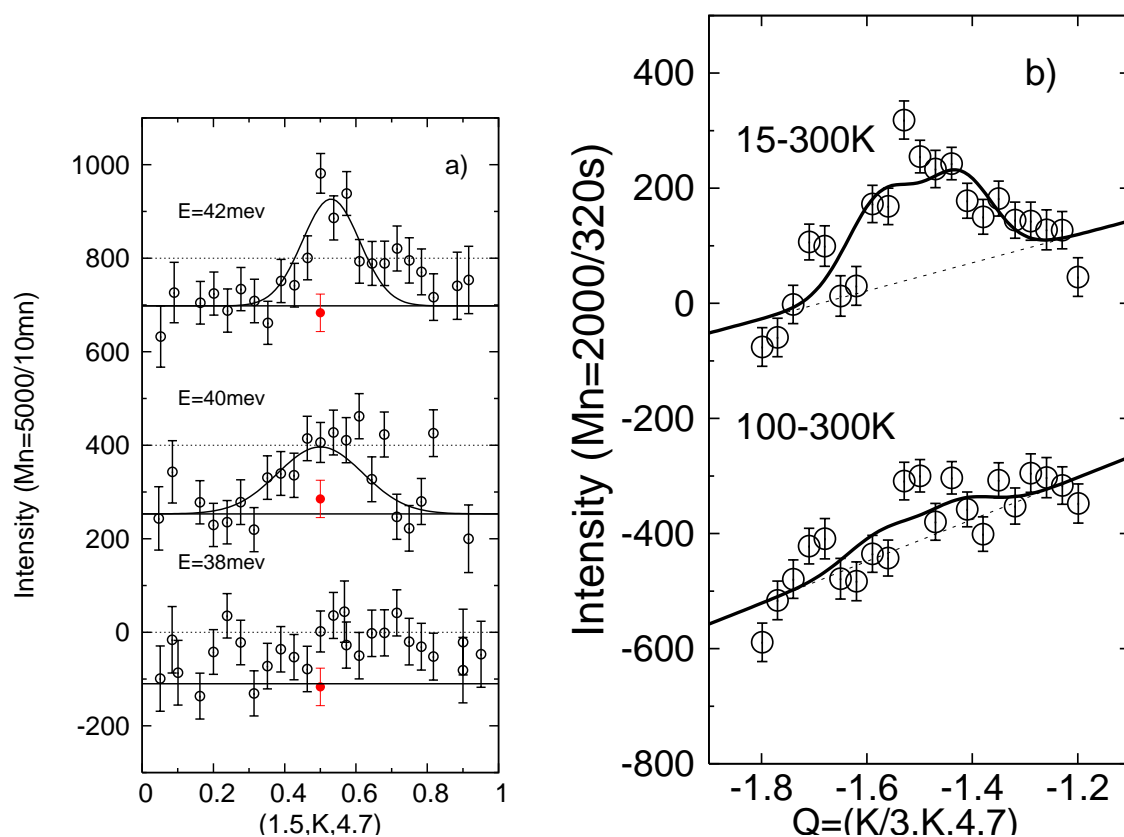 a)
E=42mev
E=40mev
E=38mev
1000
800
600
400
200
0
-200
0
0.2
0.4
0.6
0.8
1
(1.5,K,4.7)
Intensity (Mn=5000/10mn)
b)
15-300K
100-300K
400
200
0
-200
-400
-600
-800
-1.8
-1.6
-1.4
-1.2
Q=(K/3,K,4.7)
Intensity (Mn=2000/320s)